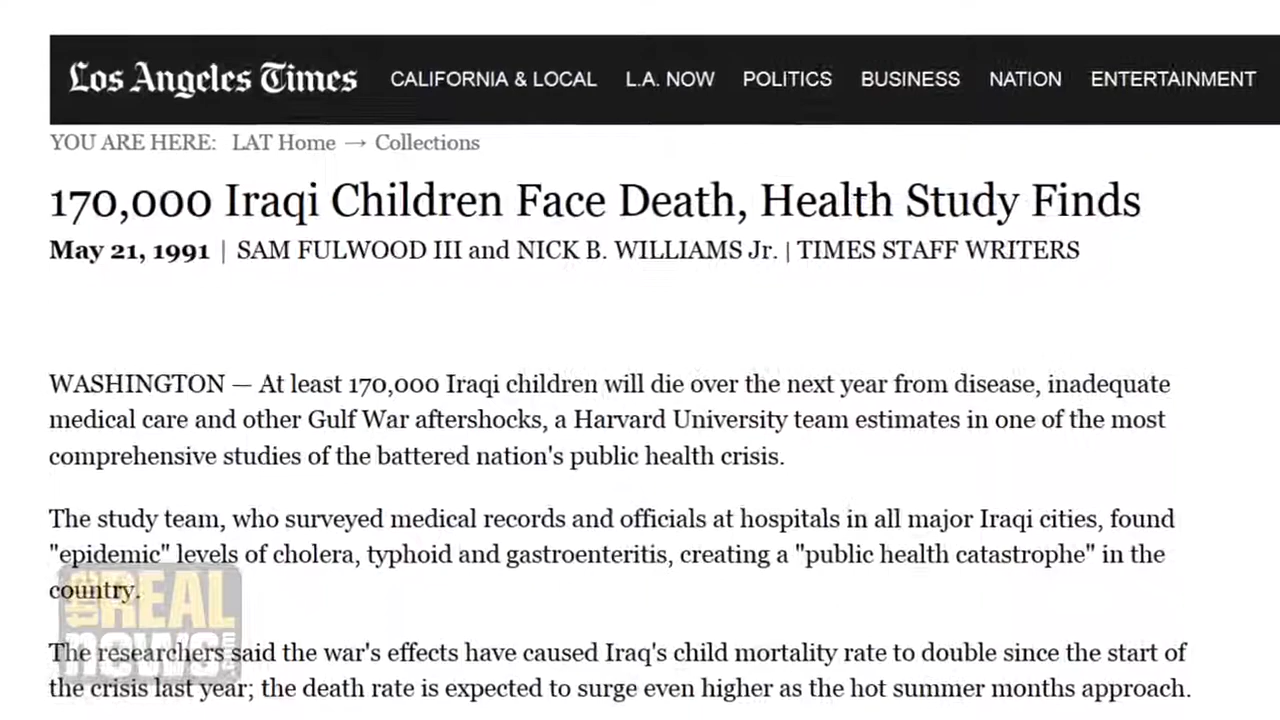 Los Angeles Times CALIFORNIA & LOCAL L.A. NOW POLITICS BUSINESS NATION ENTERTAINMENT
YOU ARE HERE: LAT Home → Collections
170,000 Iraqi Children Face Death, Health Study Finds
May 21, 1991 | SAM FULWOOD III and NICK B. WILLIAMS Jr. | TIMES STAFF WRITERS
WASHINGTON — At least 170,000 Iraqi children will die over the next year from disease, inadequate
medical care and other Gulf War aftershocks, a Harvard University team estimates in one of the most
comprehensive studies of the battered nation's public health crisis.
The study team, who surveyed medical records and officials at hospitals in all major Iraqi cities, found
"epidemic" levels of cholera, typhoid and gastroenteritis, creating a "public health catastrophe" in the
country.
THE REAL
news.com
The researchers said the war's effects have caused Iraq's child mortality rate to double since the start of
the crisis last year; the death rate is expected to surge even higher as the hot summer months approach.